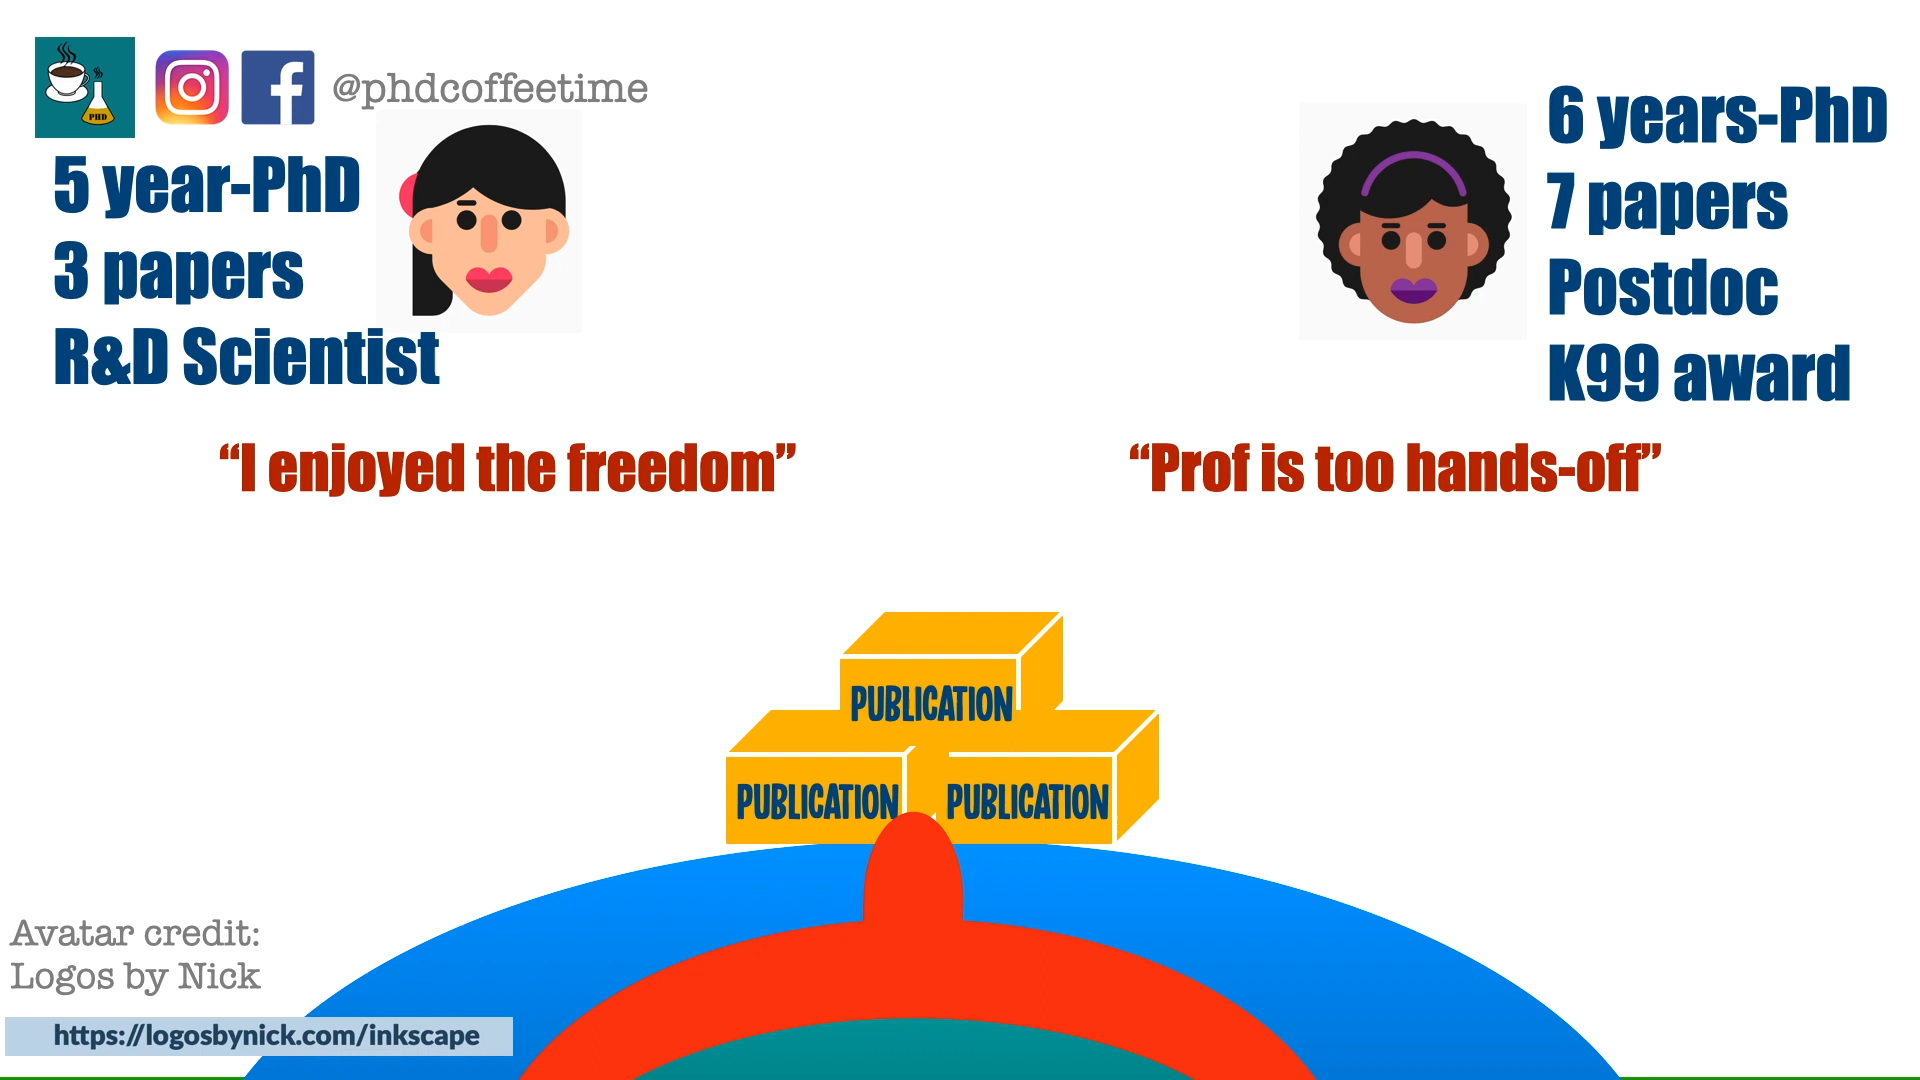 @phdcoffeetime
PHD
5 year-PhD
3 papers
R&D Scientist
6 years-PhD
7 papers
Postdoc
K99 award
“I enjoyed the freedom”
“Prof is too hands-off”
PUBLICATION
PUBLICATION
PUBLICATION
Avatar credit:
Logos by Nick
https://logosbynick.com/inkscape